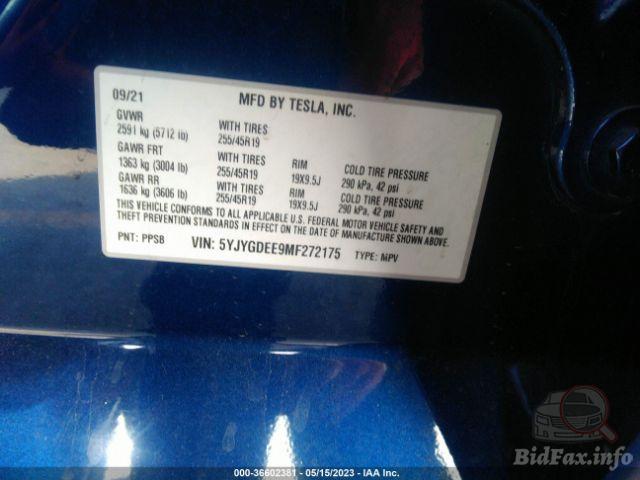 09/21 MFD BY TESLA, INC.
GVWR
2591 kg (5712 lb) WITH TIRES
255/45R19
GAWR FRT
1363 kg (3004 lb) WITH TIRES RIM COLD TIRE PRESSURE
255/45R19 19X9.5J 290 kPa, 42 psi
GAWR RR
1636 kg (3606 lb) WITH TIRES RIM COLD TIRE PRESSURE
255/45R19 19X9.5J 290 kPa, 42 psi
THIS VEHICLE CONFORMS TO ALL APPLICABLE U.S. FEDERAL MOTOR VEHICLE SAFETY AND
THEFT PREVENTION STANDARDS IN EFFECT ON THE DATE OF MANUFACTURE SHOWN ABOVE.
PNT: PPSB VIN: 5YJYGDEE9MF272175 TYPE: MPV
000-36602381 - 05/15/2023 - IAA Inc.
BidFax.info